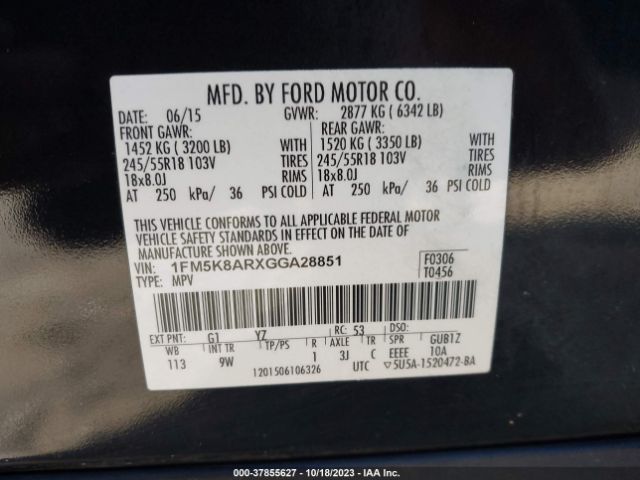 MFD. BY FORD MOTOR CO.
DATE: 06/15 GVWR: 2877 KG ( 6342 LB)
FRONT GAWR: REAR GAWR:
1452 KG ( 3200 LB) WITH 1520 KG ( 3350 LB) WITH
245/55R18 103V TIRES 245/55R18 103V TIRES
18x8.0J RIMS 18x8.0J RIMS
AT 250 kPa/ 36 PSI COLD AT 250 kPa/ 36 PSI COLD
THIS VEHICLE CONFORMS TO ALL APPLICABLE FEDERAL MOTOR
VEHICLE SAFETY STANDARDS IN EFFECT ON THE DATE OF
MANUFACTURE SHOWN ABOVE.
VIN: 1FM5K8ARXGGA28851 F0306
TYPE: MPV T0456
EXT PNT: G1 YZ RC: 53 DSO:
WB INT TR TP/PS R AXLE TR SPR GUB1Z
113 9W 1 3J C EEEE 10A
1201506106326 UTC ▽5U5A-1520472-BA
© - 37855627 - 10/18/2023 - IAA Inc.